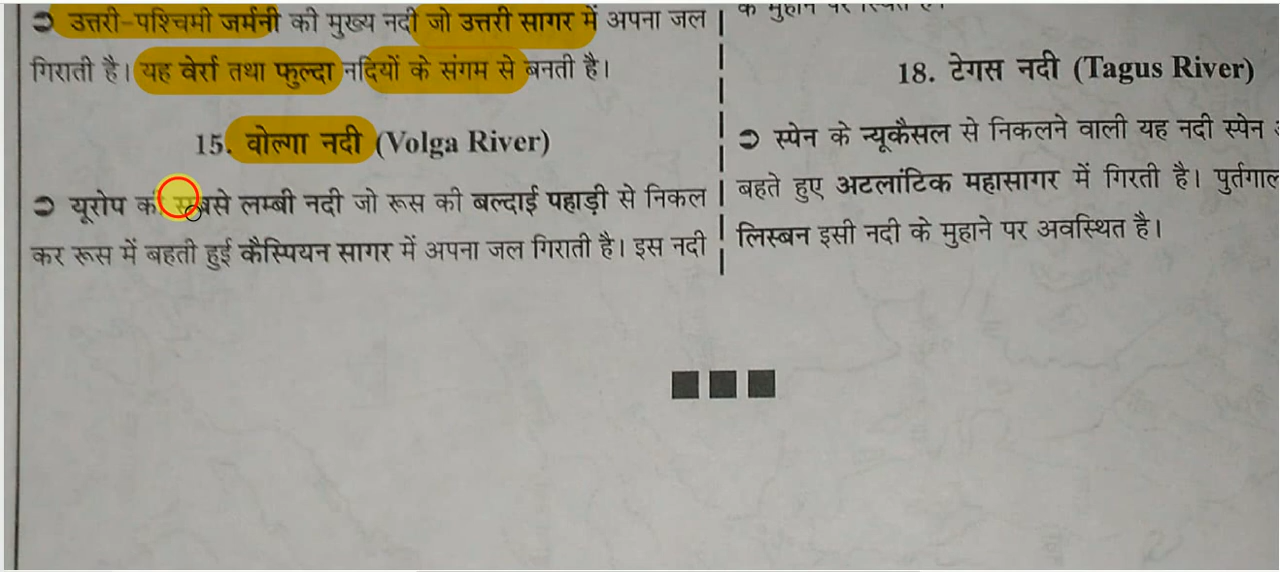 ➲ उत्तरी-पश्चिमी जर्मनी की मुख्य नदी जो उत्तरी सागर में अपना जल
गिराती है। यह वेर्रा तथा फुल्दा नदियों के संगम से बनती है।
15. वोल्गा नदी (Volga River)
➲ यूरोप की सबसे लम्बी नदी जो रूस की बल्दाई पहाड़ी से निकल
कर रूस में बहती हुई कैस्पियन सागर में अपना जल गिराती है। इस नदी
के मुहाने पर स्थित है।
18. टेगस नदी (Tagus River)
➲ स्पेन के न्यूकैसल से निकलने वाली यह नदी स्पेन
बहते हुए अटलांटिक महासागर में गिरती है। पुर्तगाल
लिस्बन इसी नदी के मुहाने पर अवस्थित है।